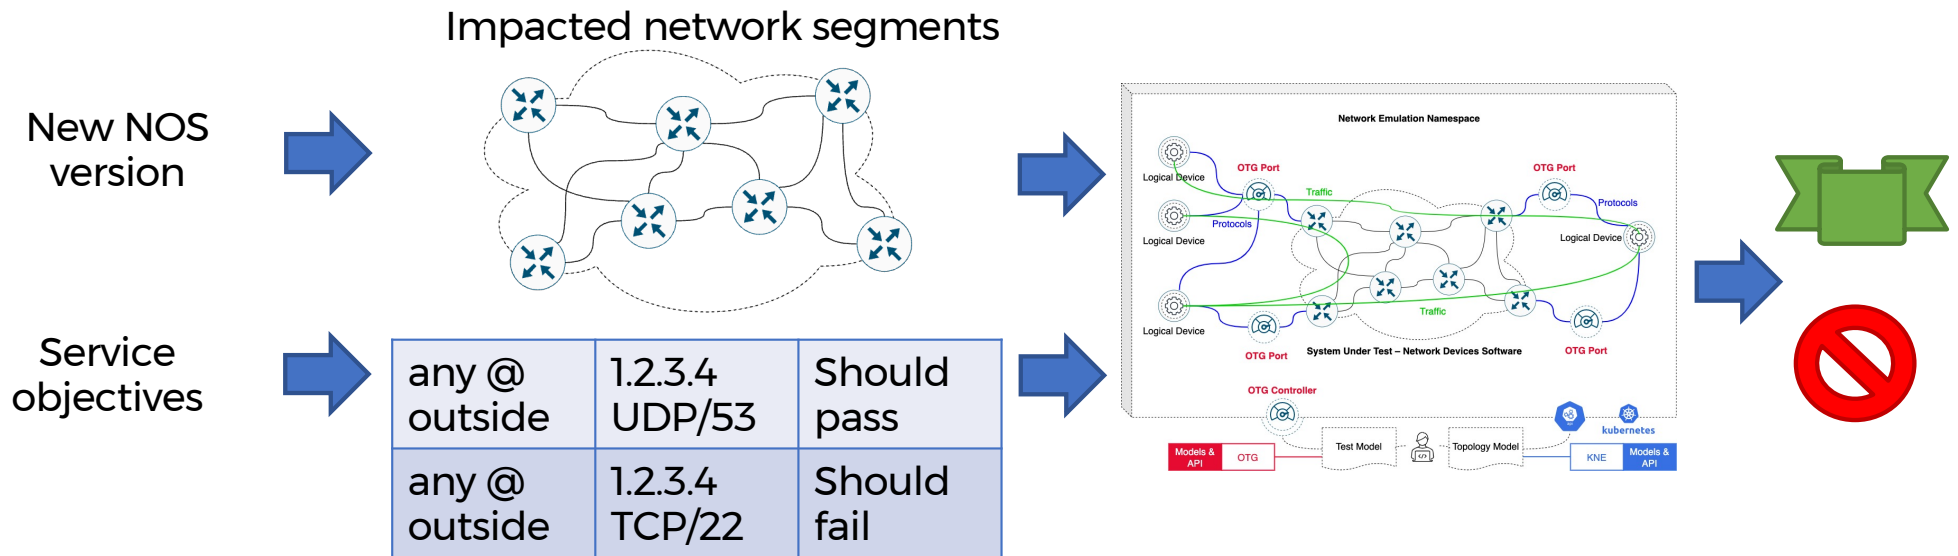 Impacted network segments
New NOS
version
Service
objectives
any @
outside
1.2.3.4
UDP/53
Should
pass
any @
outside
1.2.3.4
TCP/22
Should
fail
Network Emulation Namespace
Logical Device
OTG Port
Traffic
OTG Port
Protocols
Logical Device
Protocols
Logical Device
Logical Device
OTG Port
Traffic
System Under Test – Network Devices Software
OTG Port
OTG Controller
kubernetes
Models &
API
OTG
Test Model
Topology Model
KNE
Models &
API